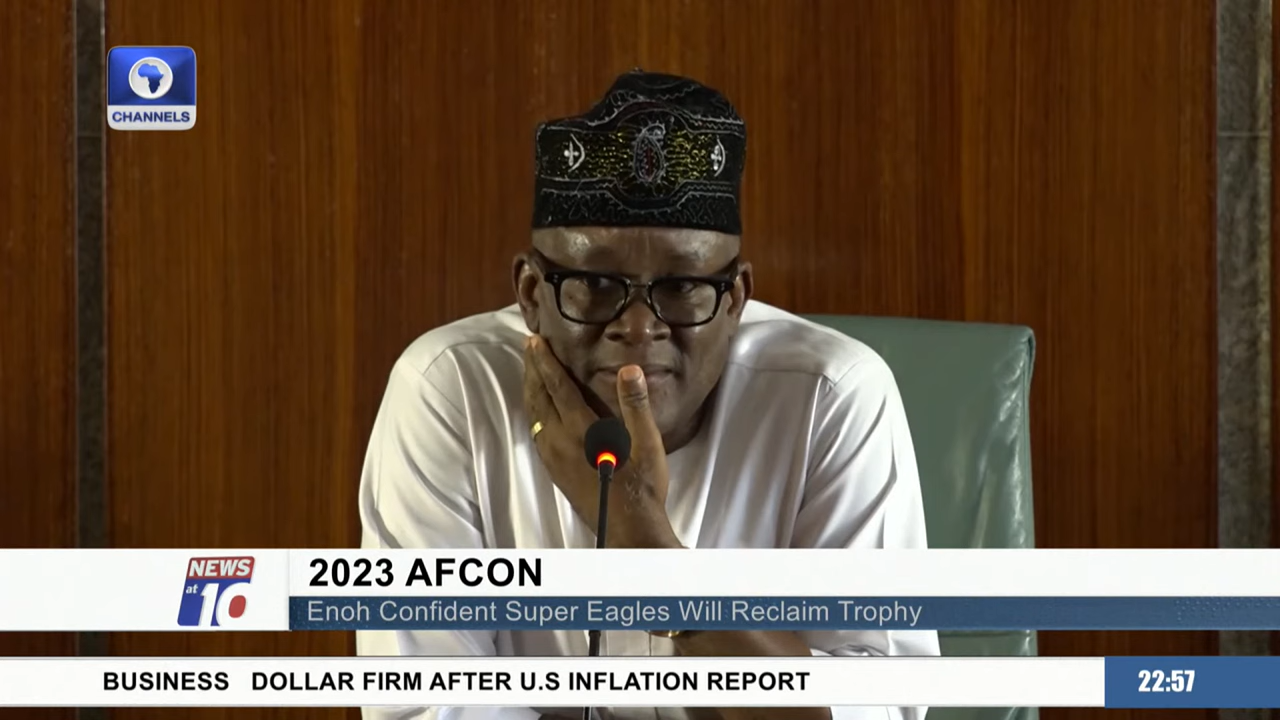 CHANNELS
NEWS
at
10
2023 AFCON
Enoh Confident Super Eagles Will Reclaim Trophy
BUSINESS DOLLAR FIRM AFTER U.S INFLATION REPORT
22:57